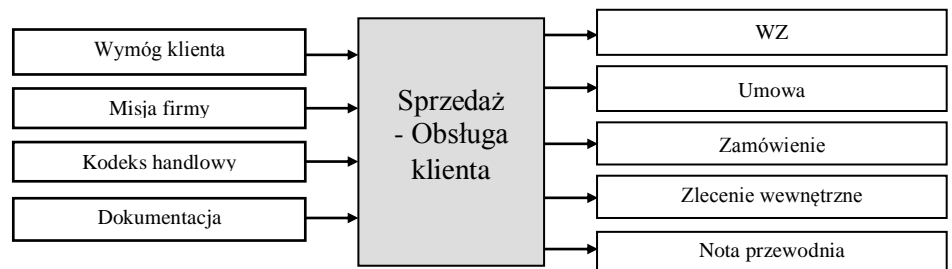 Wymóg klienta
Misja firmy
Kodeks handlowy
Dokumentacja
Sprzedaż
- Obsługa
klienta
WZ
Umowa
Zamówienie
Zlecenie wewnętrzne
Nota przewodnia